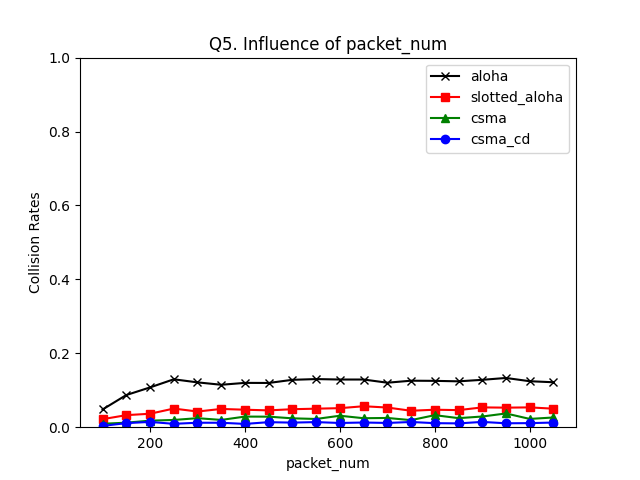 Q5. Influence of packet_num
1.0
0.8
0.6
0.4
0.2
0.0
Collision Rates
aloha
slotted_aloha
csma
csma_cd
200
400
600
800
1000
packet_num